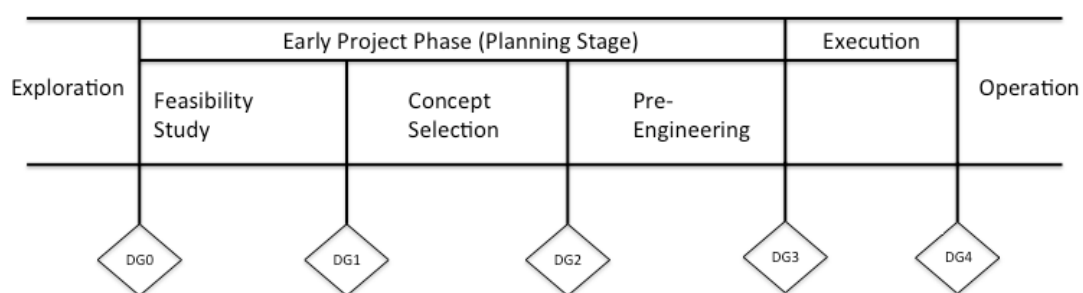 Early Project Phase (Planning Stage)
Execution
Exploration
Operation
Feasibility
Study
Concept
Selection
Pre-
Engineering
DG0
DG1
DG2
DG3
DG4